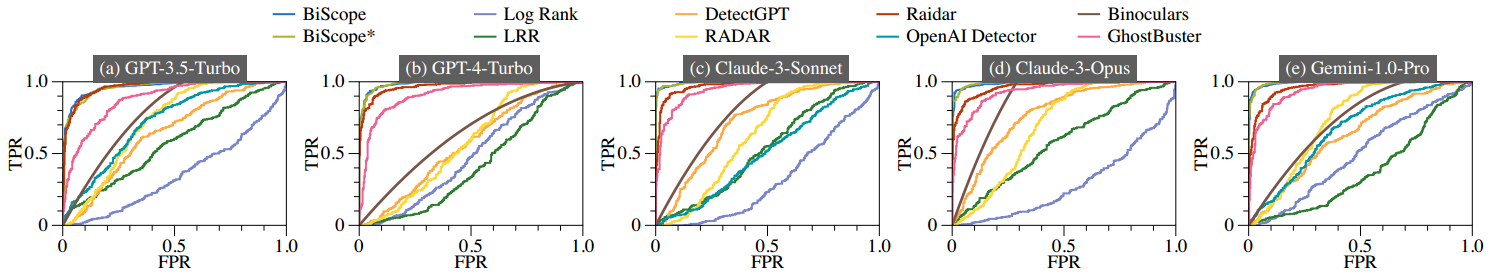 BiScope Log Rank DetectGPT Raidar Binoculars
BiScope* LRR RADAR OpenAI Detector GhostBuster
(a) GPT-3.5-Turbo (b) GPT-4-Turbo (c) Claude-3-Sonnet (d) Claude-3-Opus (e) Gemini-1.0-Pro
1.0 1.0 1.0 1.0 1.0
TPR TPR TPR TPR TPR
0.5 0.5 0.5 0.5 0.5
0 0 0 0 0
0 0.5 1.0 0 0.5 1.0 0 0.5 1.0 0 0.5 1.0 0 0.5 1.0
FPR FPR FPR FPR FPR